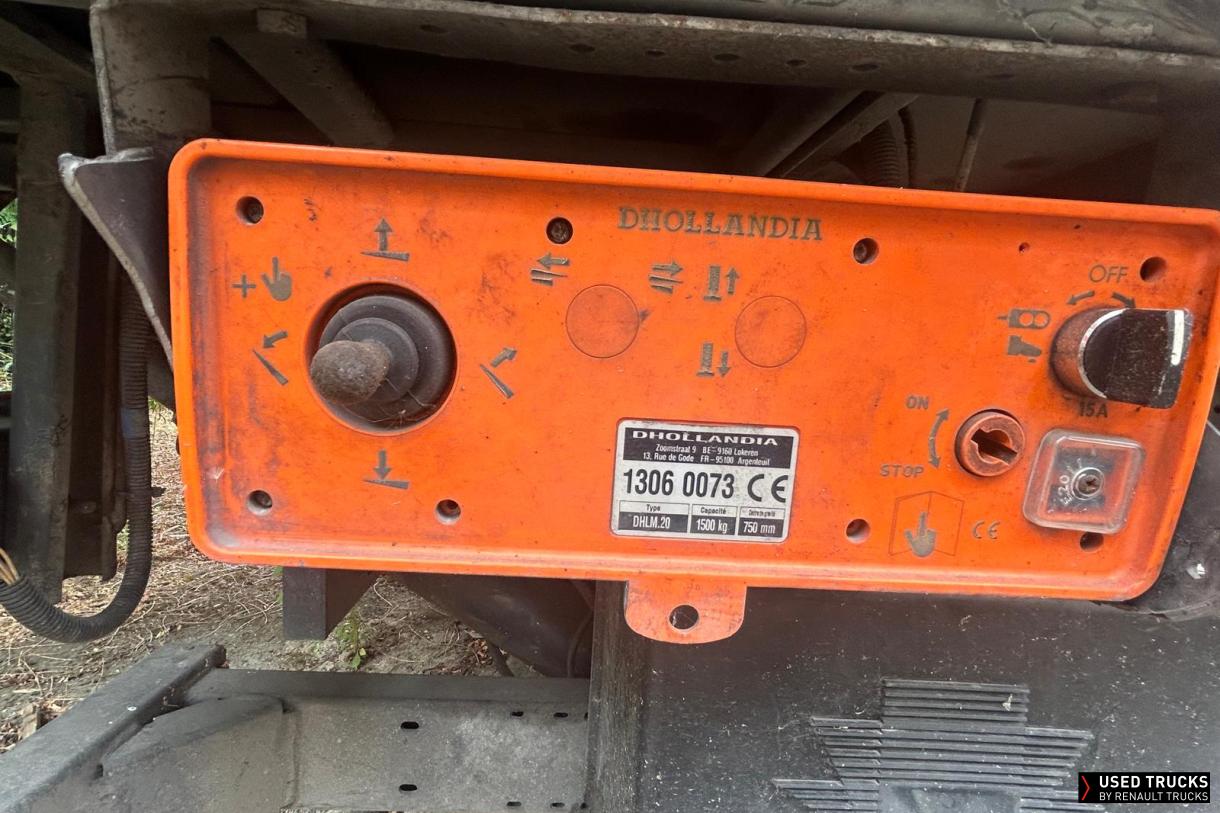 DHOLLANDIA
OFF
15A
ON
STOP
DHOLLANDIA
Zoomstraat 9 BE-9160 Lokeren
13, Rue de Gode FR-95100 Argenteuil
1306 0073 CE
Type Capacité
DHLM.20 1500 kg 750 mm
CE
USED TRUCKS
BY RENAULT TRUCKS